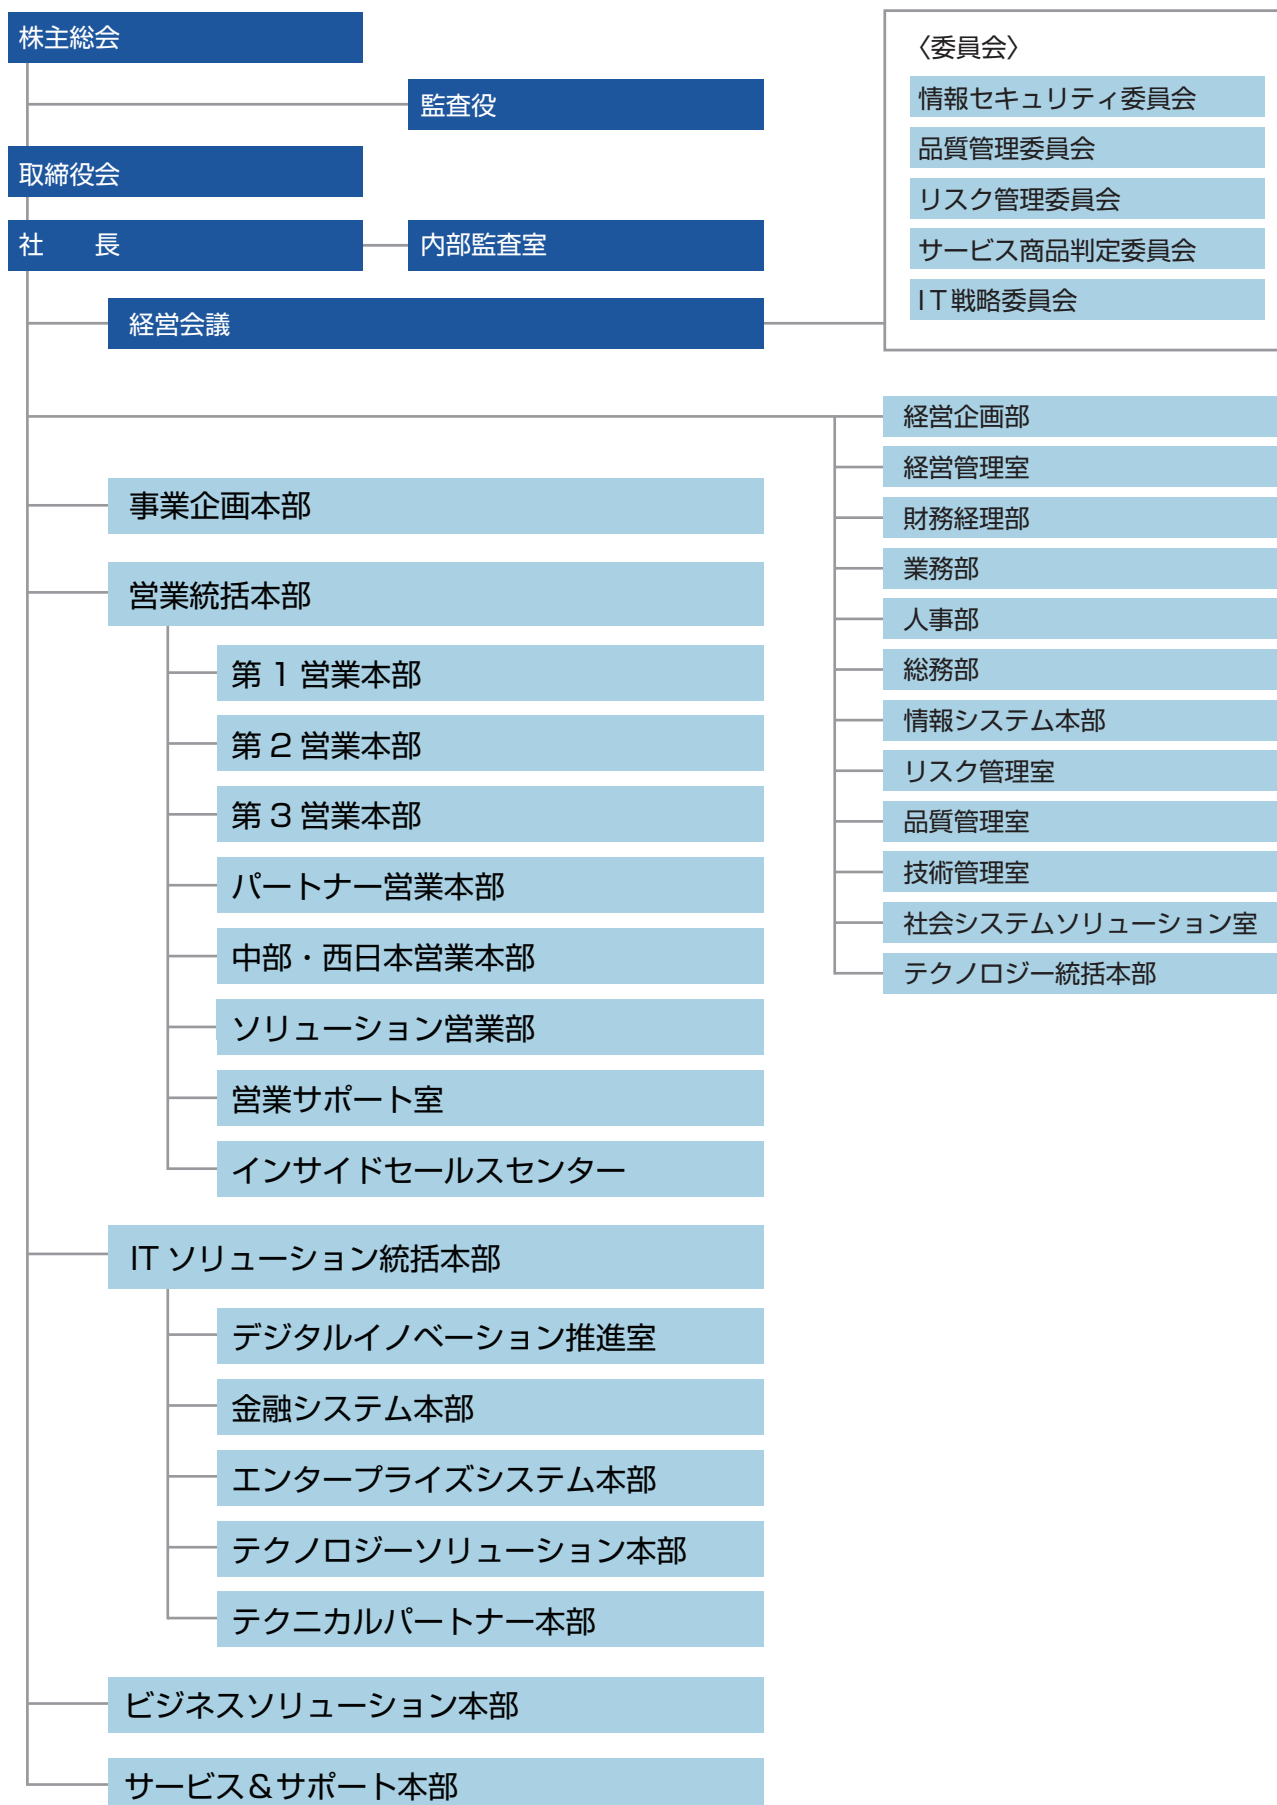 株主総会
監査役
取締役会
社　　長
内部監査室
経営会議
〈委員会〉
情報セキュリティ委員会
品質管理委員会
リスク管理委員会
サービス商品判定委員会
IT戦略委員会
経営企画部
経営管理室
財務経理部
業務部
人事部
総務部
情報システム本部
リスク管理室
品質管理室
技術管理室
社会システムソリューション室
テクノロジー統括本部
事業企画本部
営業統括本部
第1営業本部
第2営業本部
第3営業本部
パートナー営業本部
中部・西日本営業本部
ソリューション営業部
営業サポート室
インサイドセールスセンター
ITソリューション統括本部
デジタルイノベーション推進室
金融システム本部
エンタープライズシステム本部
テクノロジーソリューション本部
テクニカルパートナー本部
ビジネスソリューション本部
サービス&サポート本部